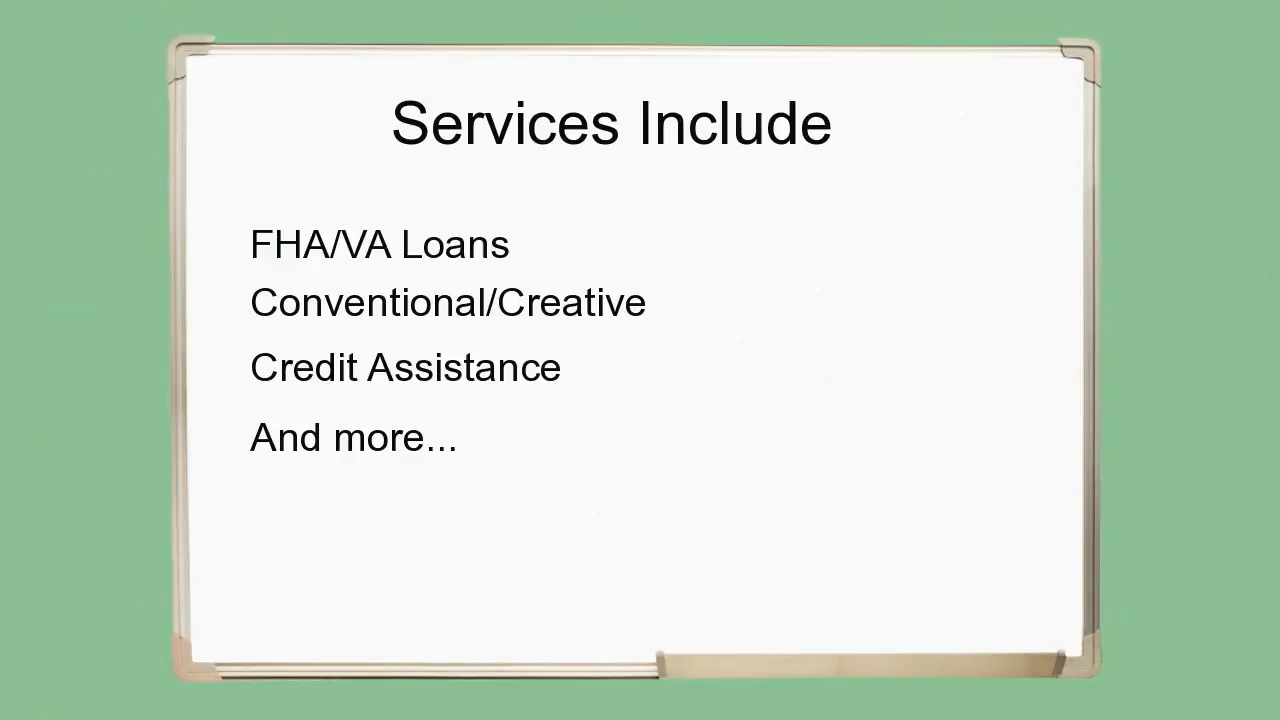 Services Include
FHA/VA Loans
Conventional/Creative
Credit Assistance
And more...